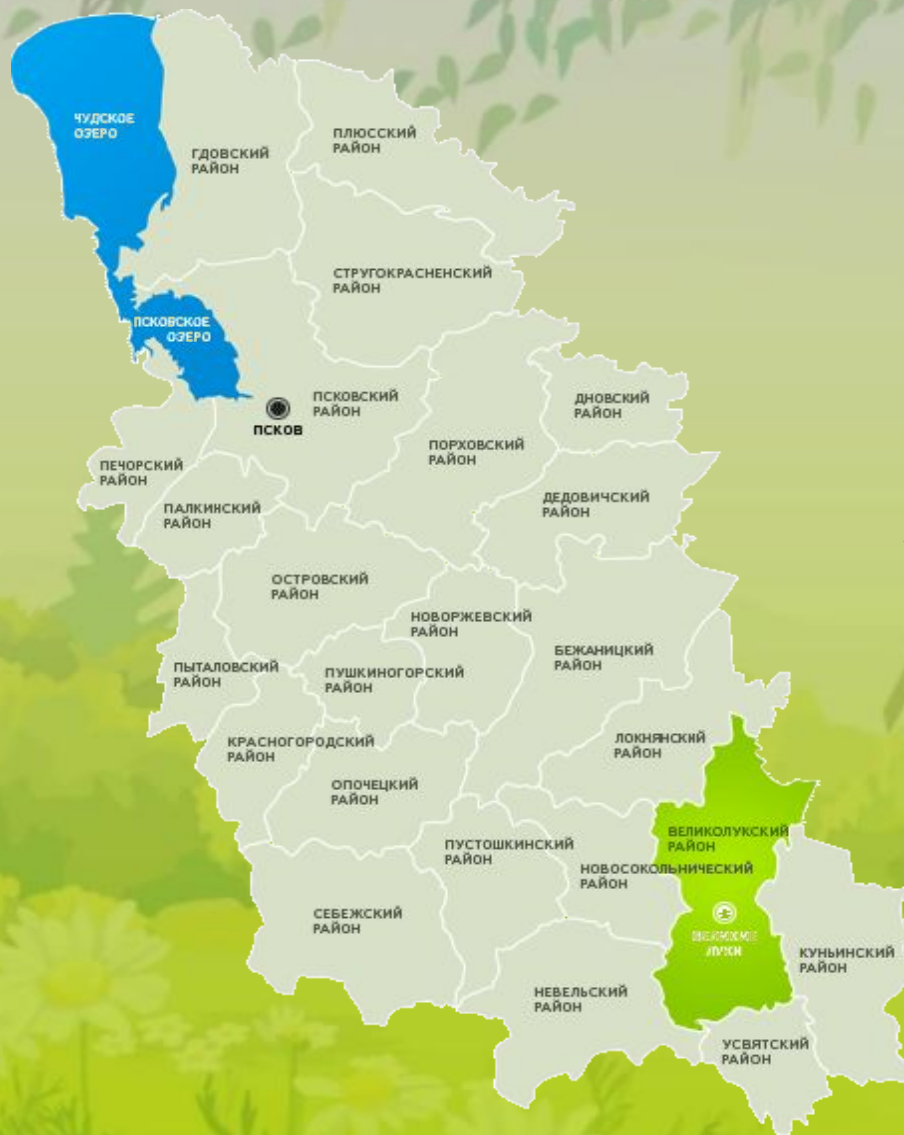 ЧУДСКОЕ
ОЗЕРО
ГДОВСКИЙ
РАЙОН
ПЛЮССКИЙ
РАЙОН
СТРУГОКРАСНЕНСКИЙ
РАЙОН
ПСКОВСКОЕ
ОЗЕРО
ПСКОВСКИЙ
РАЙОН
ПСКОВ
ДНОВСКИЙ
РАЙОН
ПОРХОВСКИЙ
РАЙОН
ПЕЧОРСКИЙ
РАЙОН
ДЕДОВИЧСКИЙ
РАЙОН
ПАЛКИНСКИЙ
РАЙОН
ОСТРОВСКИЙ
РАЙОН
НОВОРЖЕВСКИЙ
РАЙОН
БЕЖАНИЦКИЙ
РАЙОН
ПЫТАЛОВСКИЙ
РАЙОН
ПУШКИНОГОРСКИЙ
РАЙОН
КРАСНОГОРОДСКИЙ
РАЙОН
ЛОКНЯНСКИЙ
РАЙОН
ОПОЧЕЦКИЙ
РАЙОН
ВЕЛИКОЛУКСКИЙ
РАЙОН
ПУСТОШКИНСКИЙ
РАЙОН
НОВОСОКОЛЬНИЧЕСКИЙ
РАЙОН
СЕБЕЖСКИЙ
РАЙОН
ВЕЛИКИЕ
ЛУКИ
КУНЬИНСКИЙ
РАЙОН
НЕВЕЛЬСКИЙ
РАЙОН
УСВЯТСКИЙ
РАЙОН